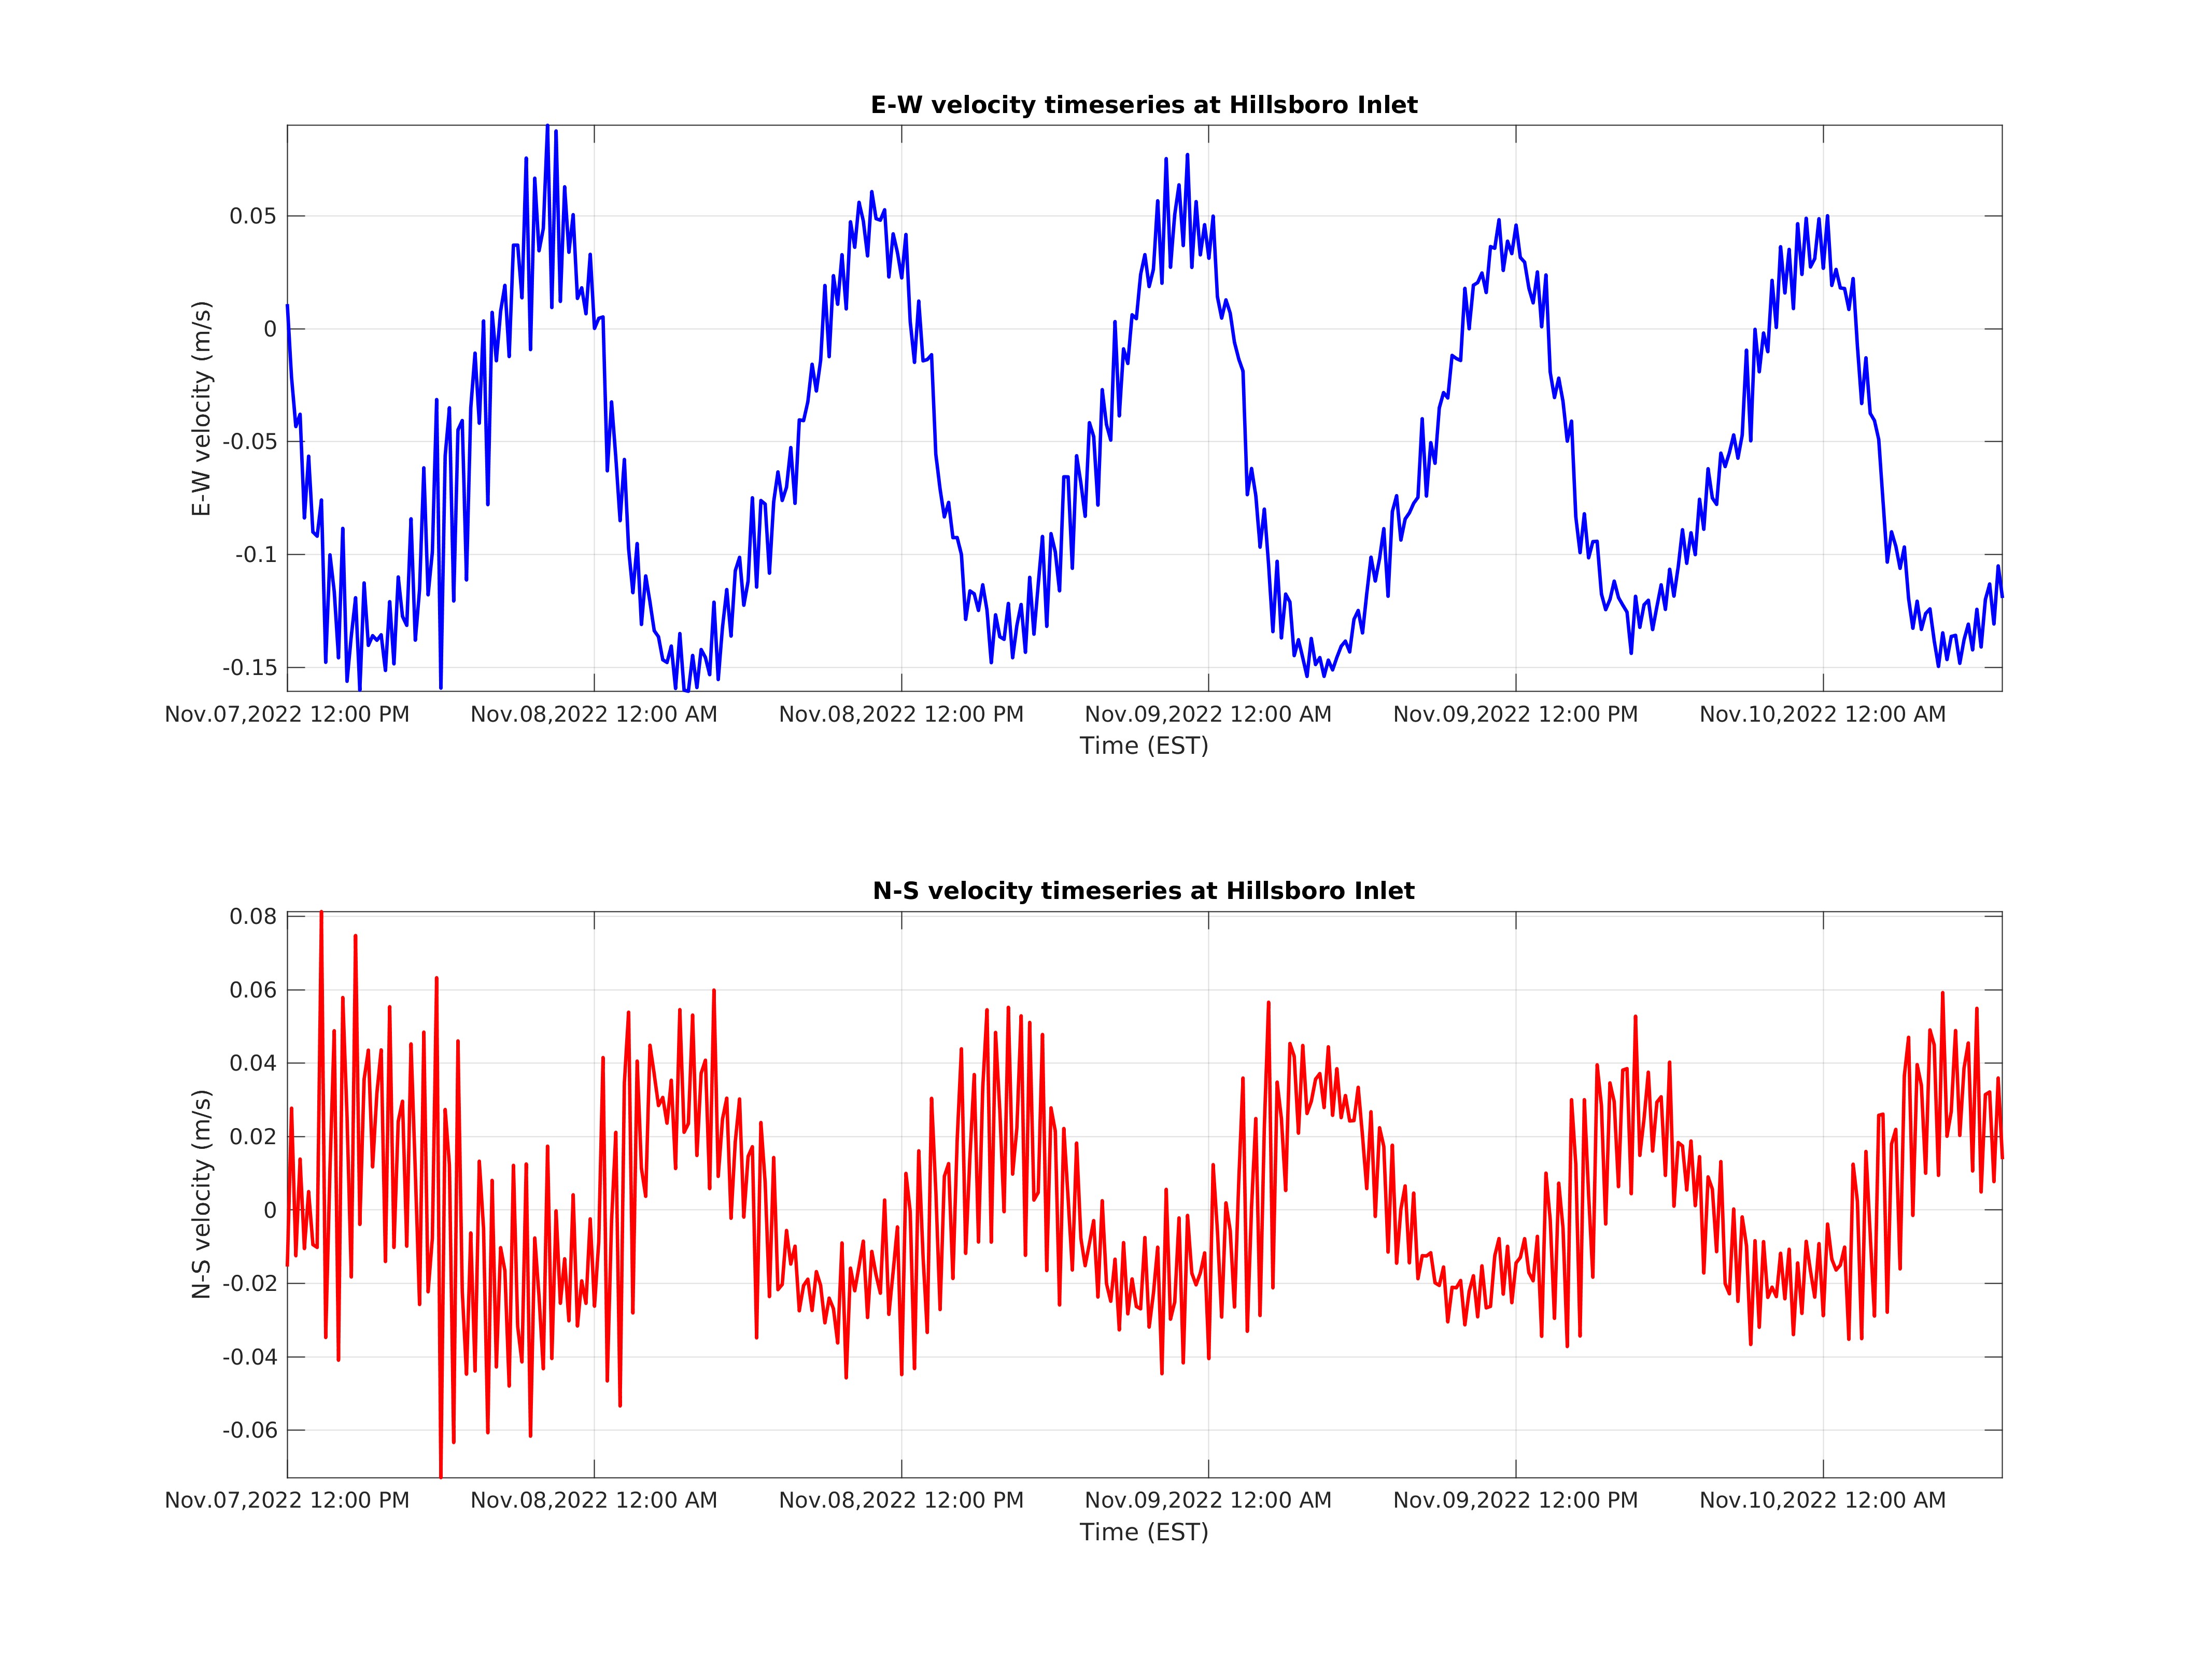 E-W velocity timeseries at Hillsboro Inlet
E-W velocity (m/s)
0.05
0
-0.05
-0.1
-0.15
Nov.07,2022 12:00 PM Nov.08,2022 12:00 AM Nov.08,2022 12:00 PM Nov.09,2022 12:00 AM Nov.09,2022 12:00 PM Nov.10,2022 12:00 AM
Time (EST)
N-S velocity timeseries at Hillsboro Inlet
N-S velocity (m/s)
0.08
0.06
0.04
0.02
0
-0.02
-0.04
-0.06
Nov.07,2022 12:00 PM Nov.08,2022 12:00 AM Nov.08,2022 12:00 PM Nov.09,2022 12:00 AM Nov.09,2022 12:00 PM Nov.10,2022 12:00 AM
Time (EST)